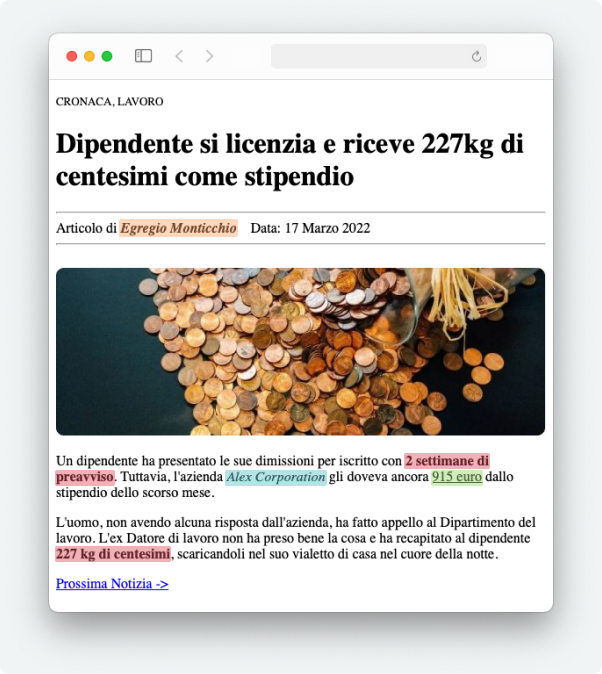 CRONACA, LAVORO
Dipendente si licenzia e riceve 227kg di
centesimi come stipendio
Articolo di Egregio Monticchio Data: 17 Marzo 2022
Un dipendente ha presentato le sue dimissioni per iscritto con 2 settimane di
preavviso. Tuttavia, l'azienda Alex Corporation gli doveva ancora 915 euro dallo
stipendio dello scorso mese.
L'uomo, non avendo alcuna risposta dall'azienda, ha fatto appello al Dipartimento del
lavoro. L'ex Datore di lavoro non ha preso bene la cosa e ha recapitato al dipendente
227 kg di centesimi, scaricandoli nel suo vialetto di casa nel cuore della notte.
Prossima Notizia ->